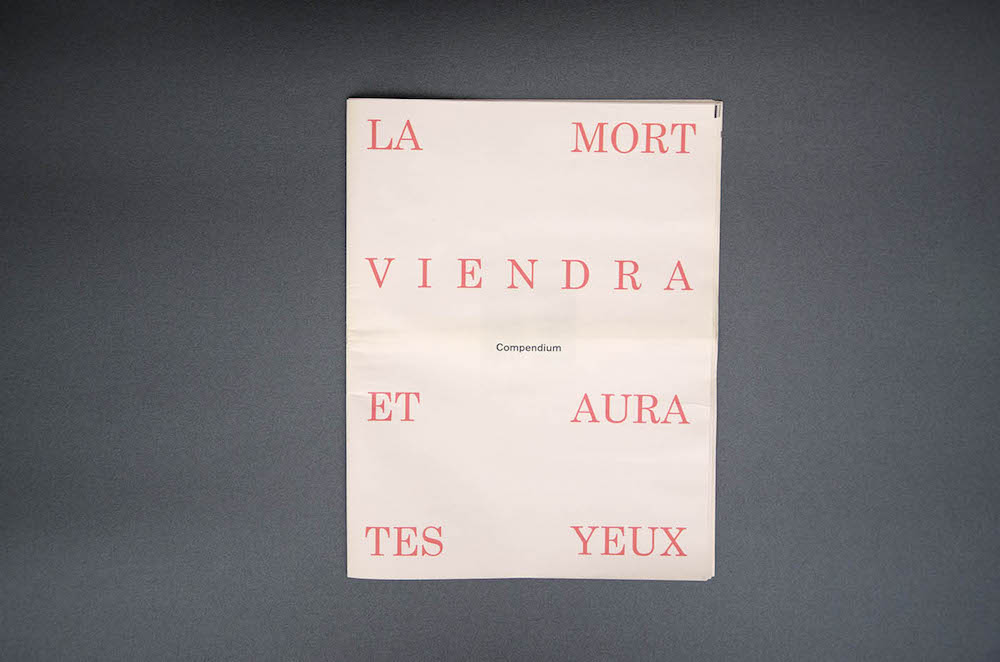 LA MORT
VIENDRA
Compendium
ET AURA
TES YEUX